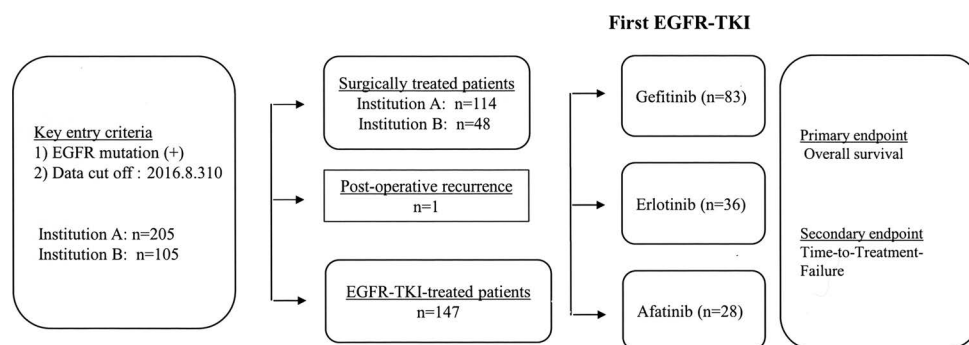 First EGFR-TKI
Key entry criteria
1) EGFR mutation (+)
2) Data cut off : 2016.8.310
Institution A: n=205
Institution B: n=105
Surgically treated patients
Institution A: n=114
Institution B: n=48
Post-operative recurrence
n=1
EGFR-TKI-treated patients
n=147
Gefitinib (n=83)
Erlotinib (n=36)
Afatinib (n=28)
Primary endpoint
Overall survival
Secondary endpoint
Time-to-Treatment-
Failure